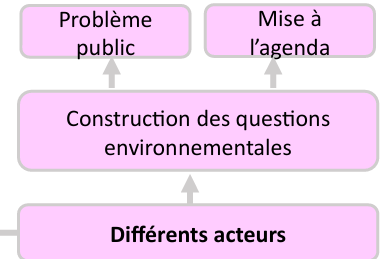 Problème
public
Mise à
l’agenda
Construction des questions
environnementales
Différents acteurs